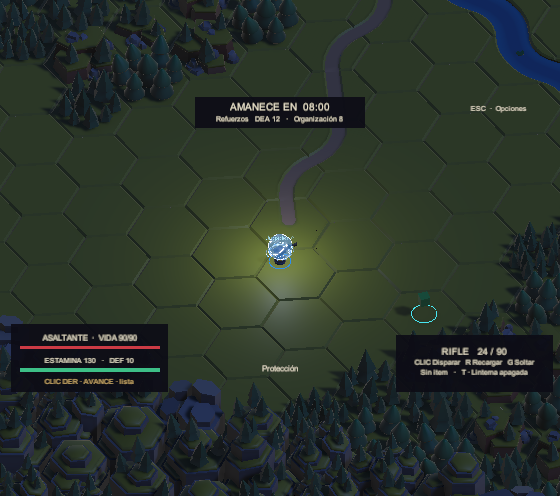 AMANECE EN 08:00
Refuerzos DEA 12 · Organización 8
ESC · Opciones
ASALTANTE · VIDA 90/90
ESTAMINA 130 · DEF 10
CLIC DER · AVANCE · lista
RIFLE 24 / 90
CLIC Disparar R Recargar G Soltar
Sin ítem · T · Linterna apagada
Protección